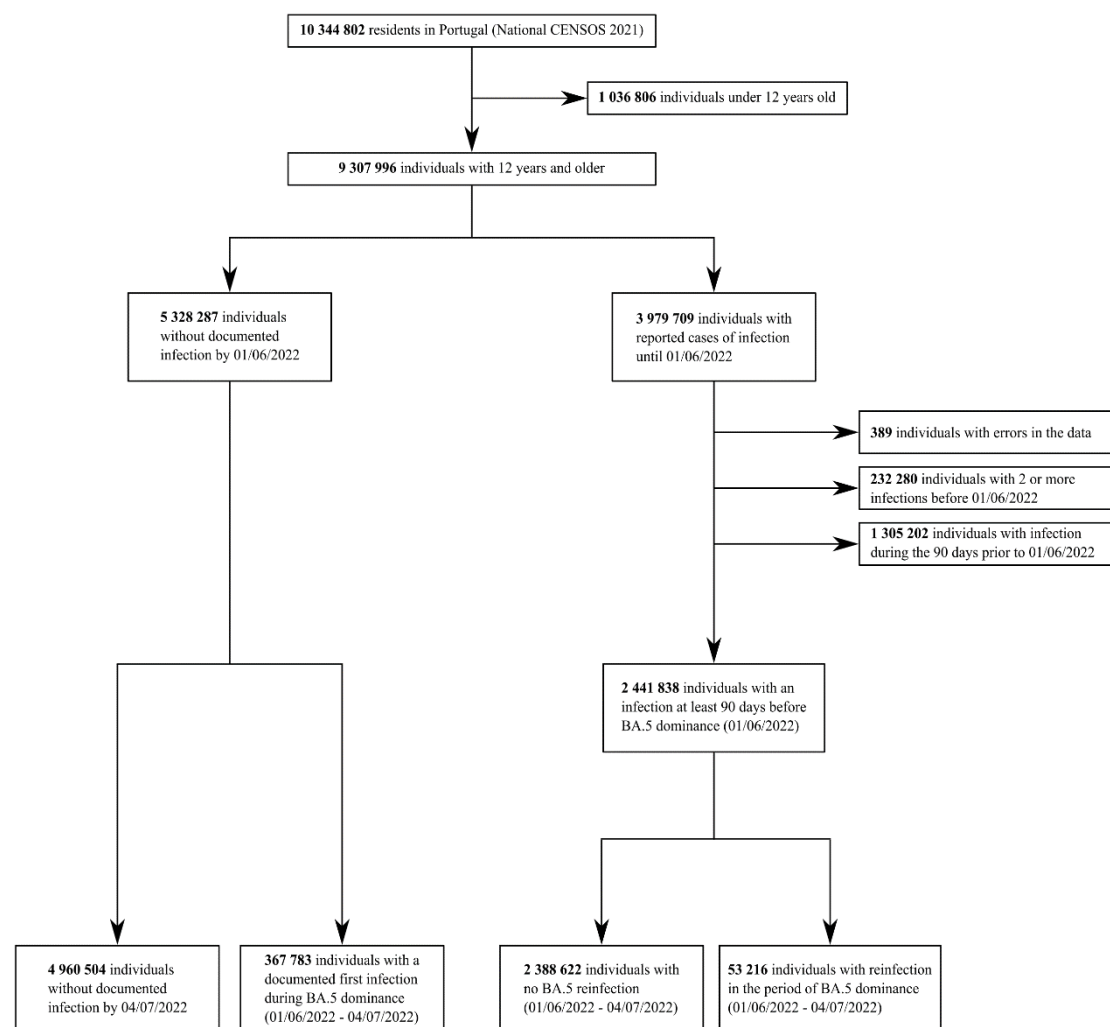 10 344 802 residents in Portugal (National CENSOS 2021)
1 036 806 individuals under 12 years old
9 307 996 individuals with 12 years and older
5 328 287 individuals
without documented
infection by 01/06/2022
3 979 709 individuals with
reported cases of infection
until 01/06/2022
389 individuals with errors in the data
232 280 individuals with 2 or more
infections before 01/06/2022
1 305 202 individuals with infection
during the 90 days prior to 01/06/2022
2 441 838 individuals with an
infection at least 90 days before
BA.5 dominance (01/06/2022)
4 960 504 individuals
without documented
infection by 04/07/2022
367 783 individuals with a
documented first infection
during BA.5 dominance
(01/06/2022 - 04/07/2022)
2 388 622 individuals with
no BA.5 reinfection
(01/06/2022 - 04/07/2022)
53 216 individuals with reinfection
in the period of BA.5 dominance
(01/06/2022 - 04/07/2022)